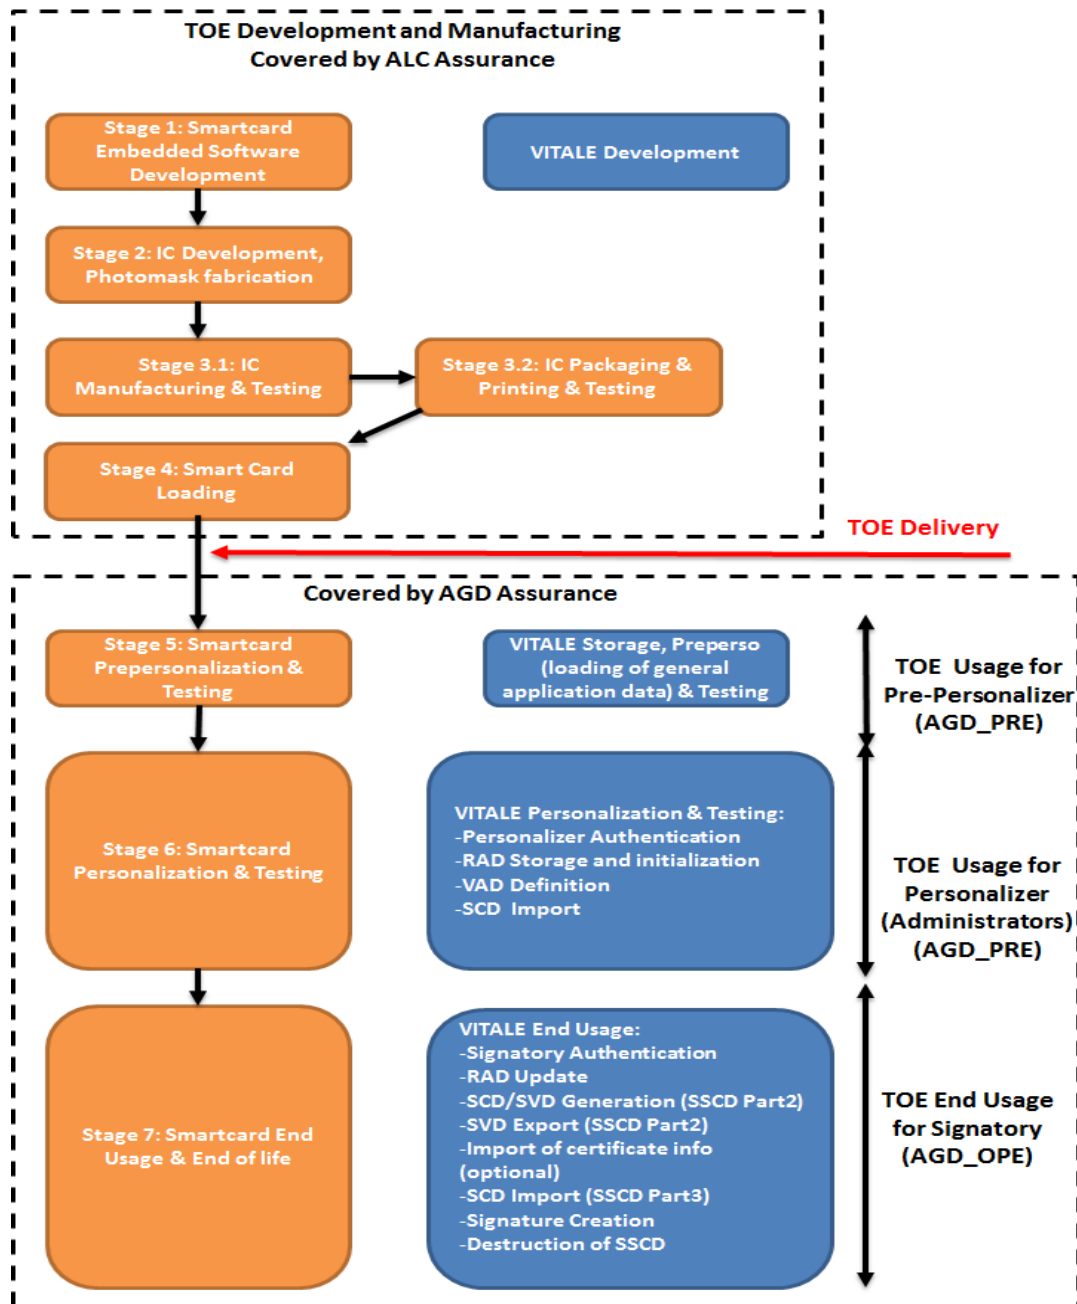 TOE Development and Manufacturing
Covered by ALC Assurance
Stage 1: Smartcard
Embedded Software
Development
VITALE Development
Stage 2: IC Development,
Photomask fabrication
Stage 3.1: IC
Manufacturing & Testing
Stage 3.2: IC Packaging &
Printing & Testing
Stage 4: Smart Card
Loading
TOE Delivery
Covered by AGD Assurance
Stage 5: Smartcard
Prepersonalization &
Testing
VITALE Storage, Preperso
(loading of general
application data) & Testing
TOE Usage for
Pre-Personalizer
(AGD_PRE)
Stage 6: Smartcard
Personalization & Testing
VITALE Personalization & Testing:
-Personalizer Authentication
-RAD Storage and initialization
-VAD Definition
-SCD Import
TOE Usage for
Personalizer
(Administrators)
(AGD_PRE)
Stage 7: Smartcard End
Usage & End of life
VITALE End Usage:
-Signatory Authentication
-RAD Update
-SCD/SVD Generation (SSCD Part2)
-SVD Export (SSCD Part2)
-Import of certificate info
(optional)
-SCD Import (SSCD Part3)
-Signature Creation
-Destruction of SSCD
TOE End Usage
for Signatory
(AGD_OPE)